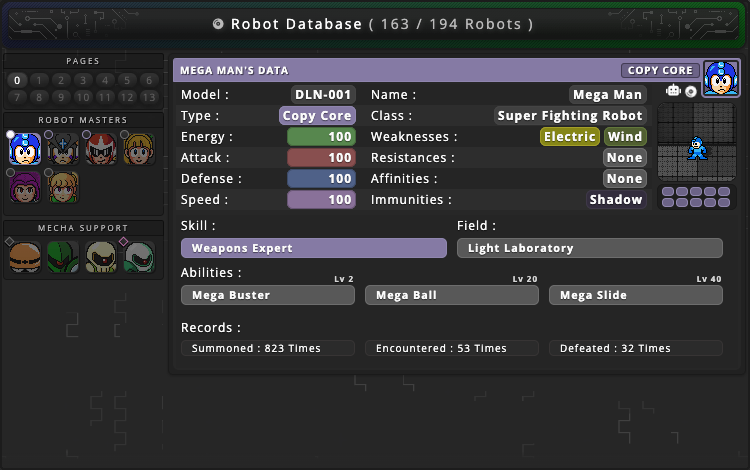 Robot Database ( 163 / 194 Robots )
PAGES
0 1 2 3 4 5 6
7 8 9 10 11 12 13
ROBOT MASTERS
MECHA SUPPORT
MEGA MAN'S DATA
COPY CORE
Model : DLN-001 Name : Mega Man
Type : Copy Core Class : Super Fighting Robot
Energy : 100 Weaknesses : Electric Wind
Attack : 100 Resistances : None
Defense : 100 Affinities : None
Speed : 100 Immunities : Shadow
Skill : Field :
Weapons Expert Light Laboratory
Abilities :
Lv 2 Lv 20 Lv 40
Mega Buster Mega Ball Mega Slide
Records :
Summoned : 823 Times Encountered : 53 Times Defeated : 32 Times